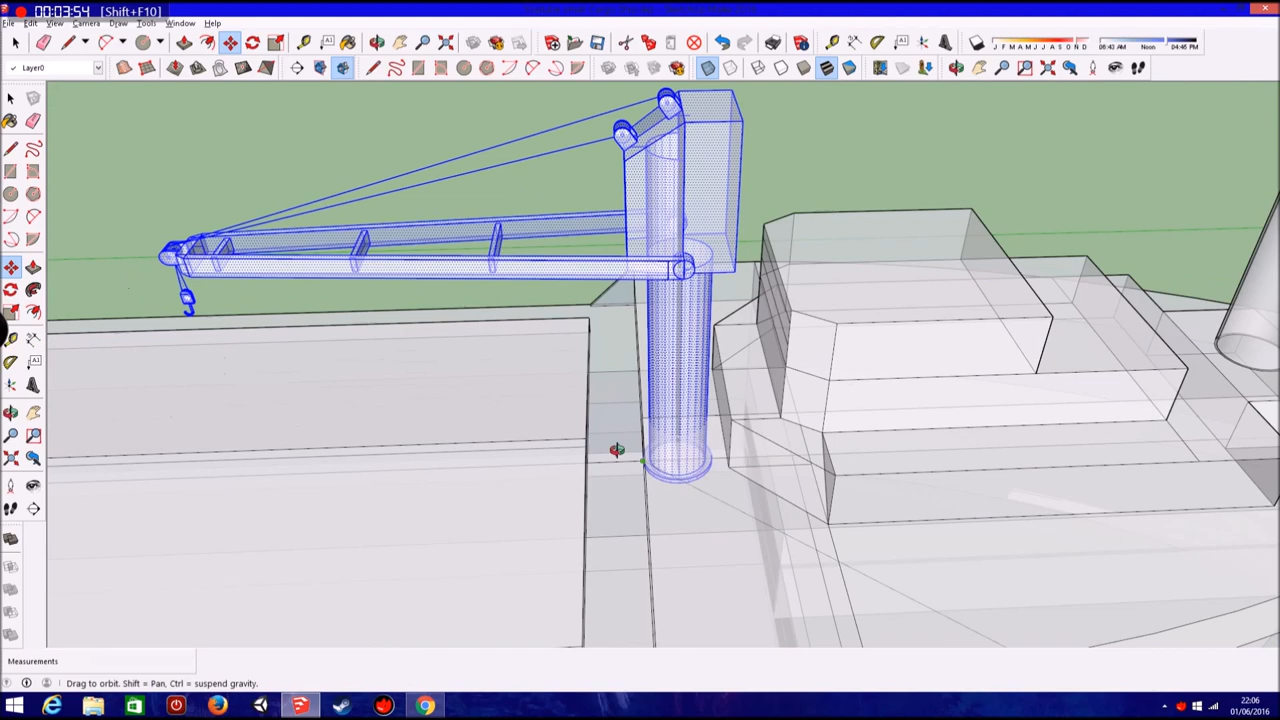 00:03:54 [Shift+F10]
File Edit View Camera Draw Tools Window Help
J F M A M J J A S O N D
06:43 AM Noon 04:46 PM
Layer0
Measurements
Drag to orbit. Shift = Pan, Ctrl = suspend gravity.
22:06
01/06/2016